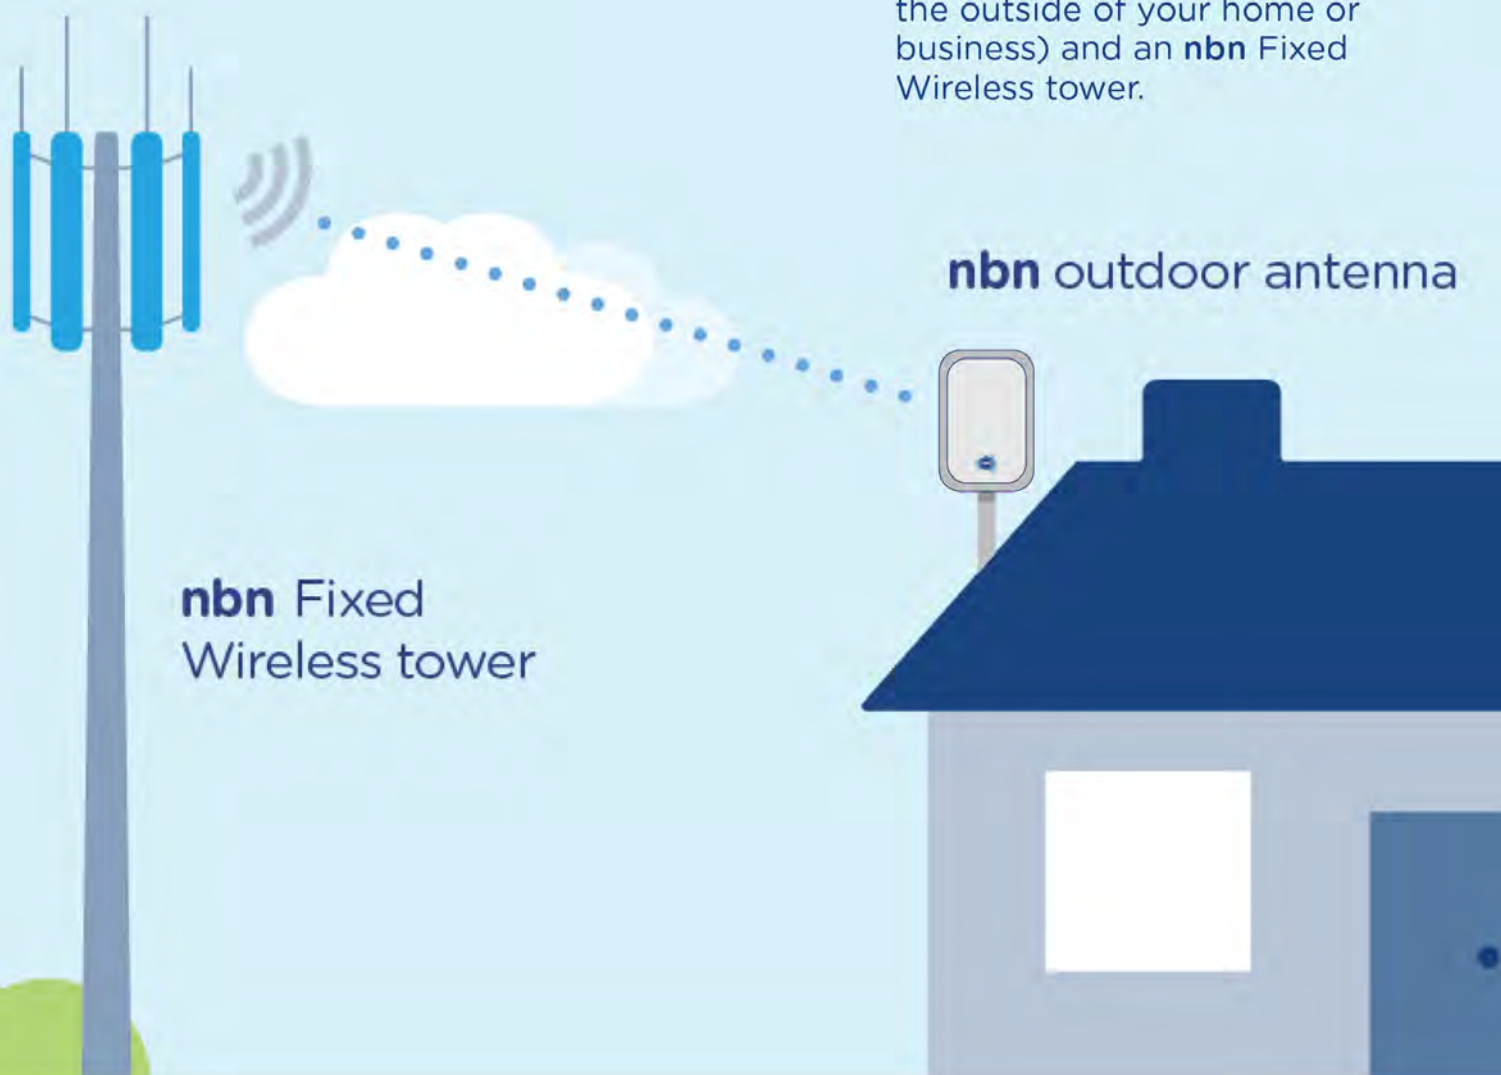 the outside of your home or
business) and an nbn Fixed
Wireless tower.
nbn outdoor antenna
nbn Fixed
Wireless tower